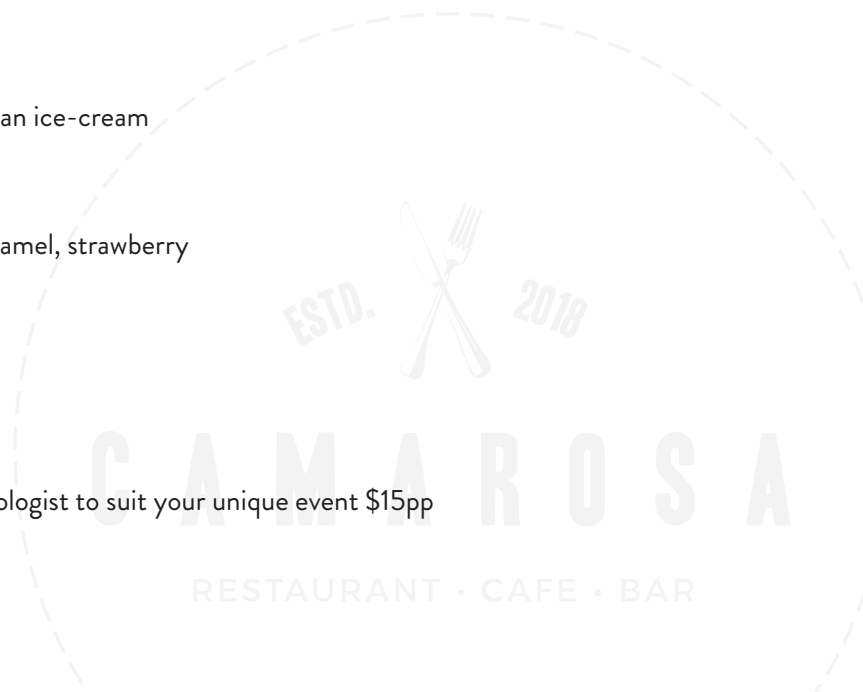 an ice-cream
amel, strawberry
ESTD. 2018
CAMAROSA
ologist to suit your unique event $15pp
RESTAURANT · CAFE · BAR